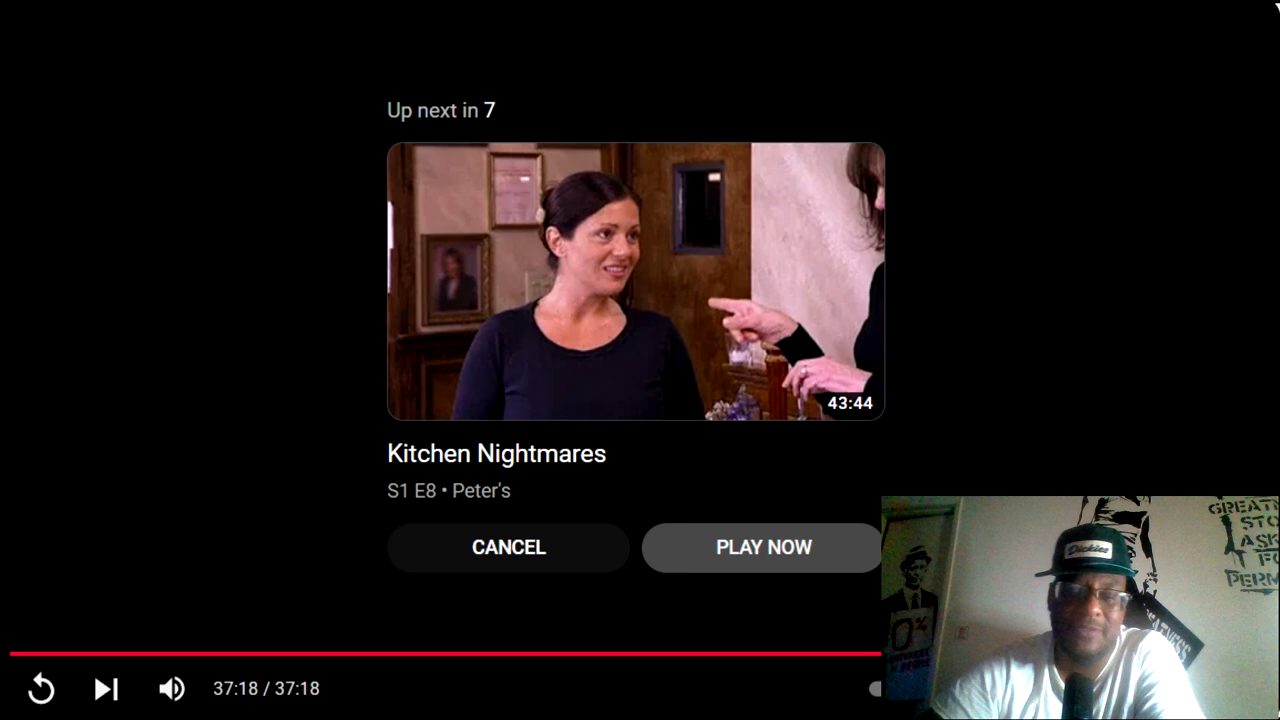 Up next in 7
43:44
Kitchen Nightmares
S1 E8 • Peter's
CANCEL
PLAY NOW
37:18 / 37:18
Dickies
0%